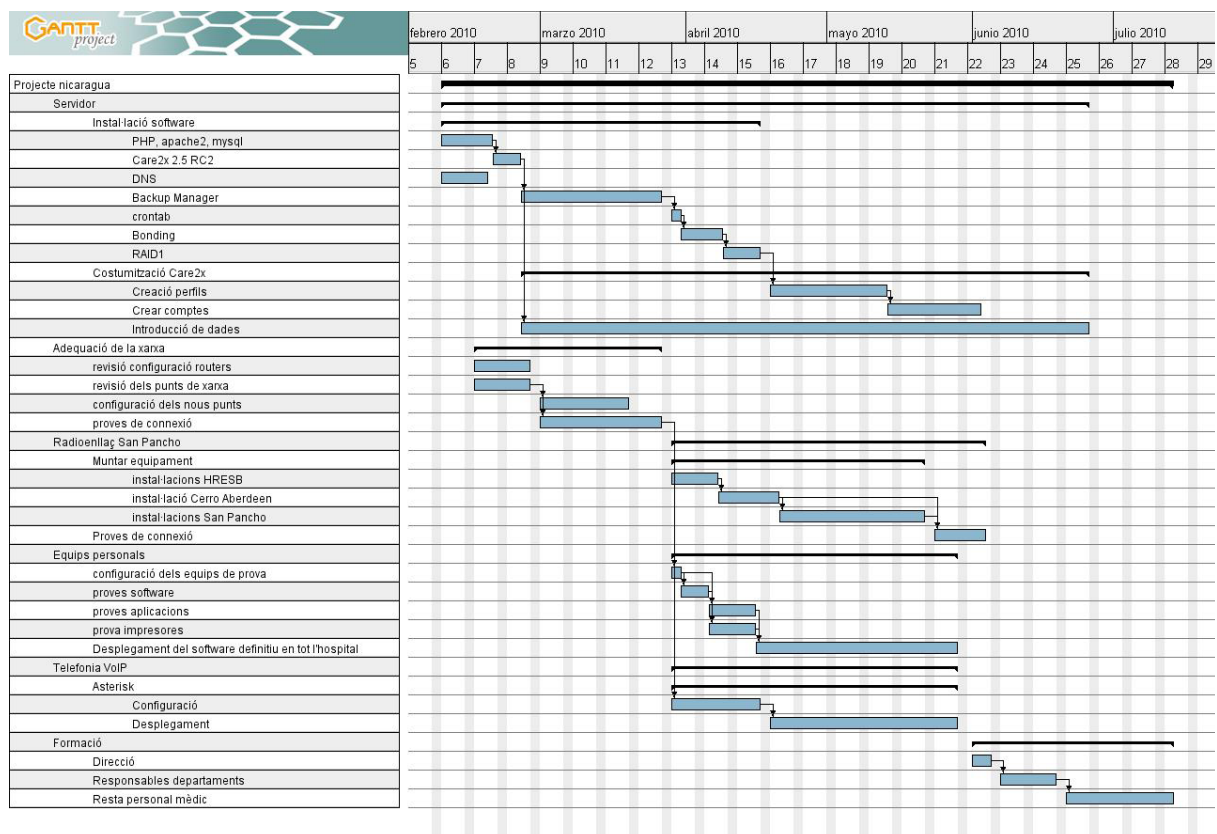 GANTT
project
febrero 2010 marzo 2010 abril 2010 mayo 2010 junio 2010 julio 2010
5 6 7 8 9 10 11 12 13 14 15 16 17 18 19 20 21 22 23 24 25 26 27 28 29
Projecte nicaragua
Servidor
Instal·lació software
PHP, apache2, mysql
Care2x 2.5 RC2
DNS
Backup Manager
crontab
Bonding
RAID1
Costumització Care2x
Creació perfils
Crear comptes
Introducció de dades
Adequació de la xarxa
revisió configuració routers
revisió dels punts de xarxa
configuració dels nous punts
proves de connexió
Radioenllaç San Pancho
Muntar equipament
instal·lacions HRESB
instal·lació Cerro Aberdeen
instal·lacions San Pancho
Proves de connexió
Equips personals
configuració dels equips de prova
proves software
proves aplicacions
prova impresores
Desplegament del software definitiu en tot l'hospital
Telefonia VoIP
Asterisk
Configuració
Desplegament
Formació
Direcció
Responsables departaments
Resta personal mèdic